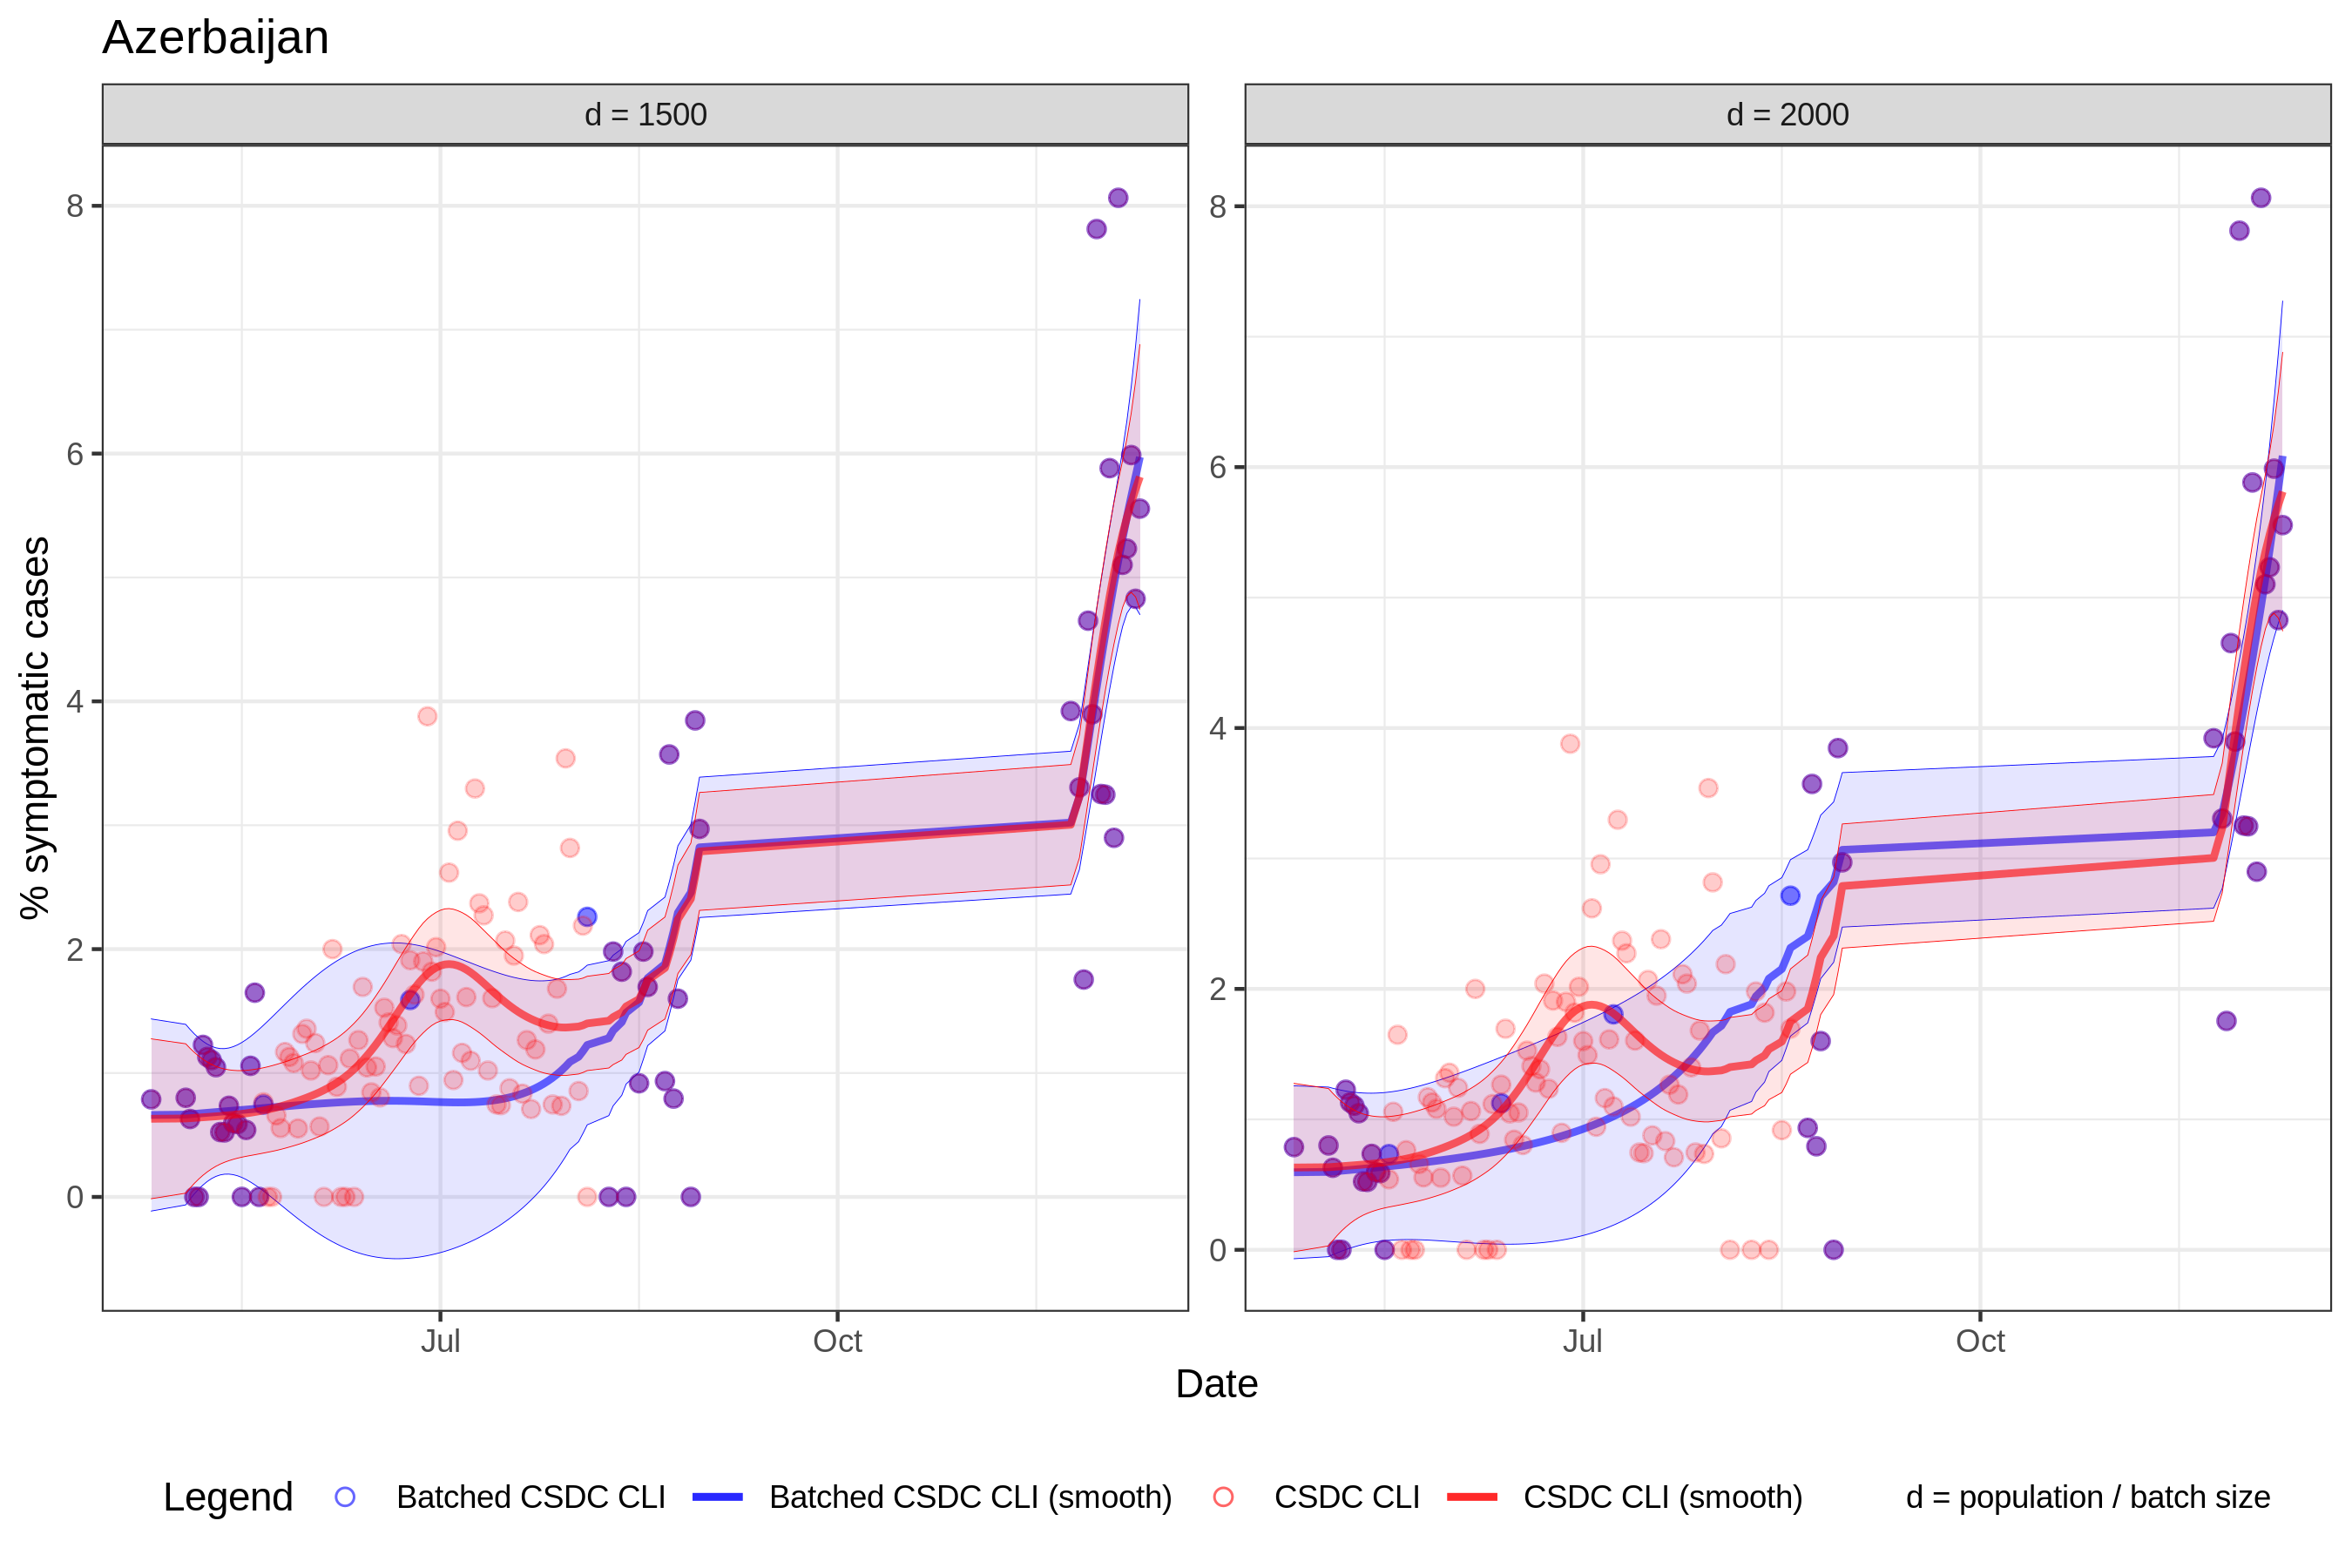 Azerbaijan
d = 1500
d = 2000
% symptomatic cases
8
6
4
2
0
8
6
4
2
0
Jul
Oct
Jul
Oct
Date
Legend
Batched CSDC CLI
Batched CSDC CLI (smooth)
CSDC CLI
CSDC CLI (smooth)
d = population / batch size